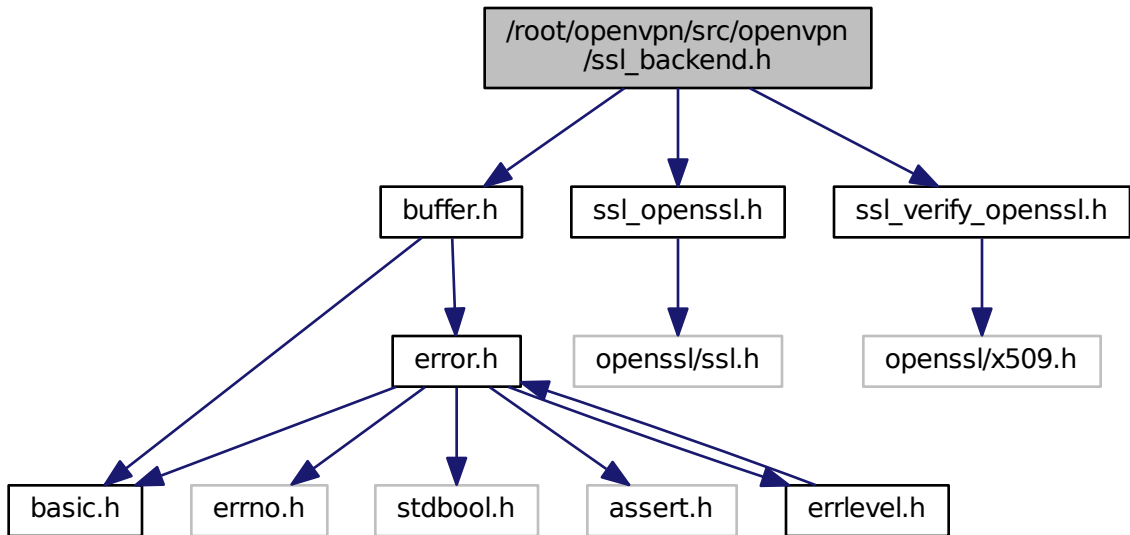 /root/openvpn/src/openvpn
/ssl_backend.h
buffer.h
ssl_openssl.h
ssl_verify_openssl.h
error.h
openssl/ssl.h
openssl/x509.h
basic.h
errno.h
stdbool.h
assert.h
errlevel.h